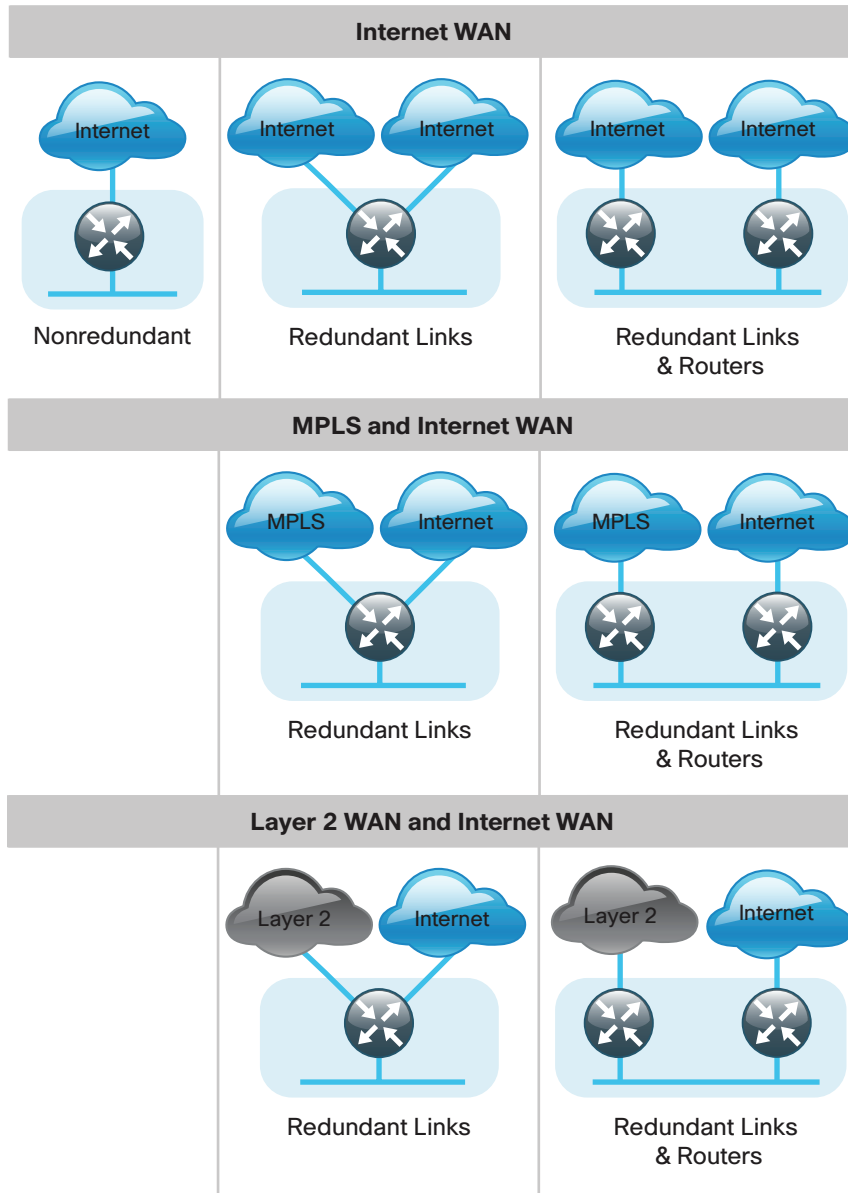 Internet WAN
Internet
Internet Internet
Internet Internet
Nonredundant
Redundant Links
Redundant Links
& Routers
MPLS and Internet WAN
MPLS Internet
MPLS Internet
Redundant Links
Redundant Links
& Routers
Layer 2 WAN and Internet WAN
Layer 2 Internet
Layer 2 Internet
Redundant Links
Redundant Links
& Routers